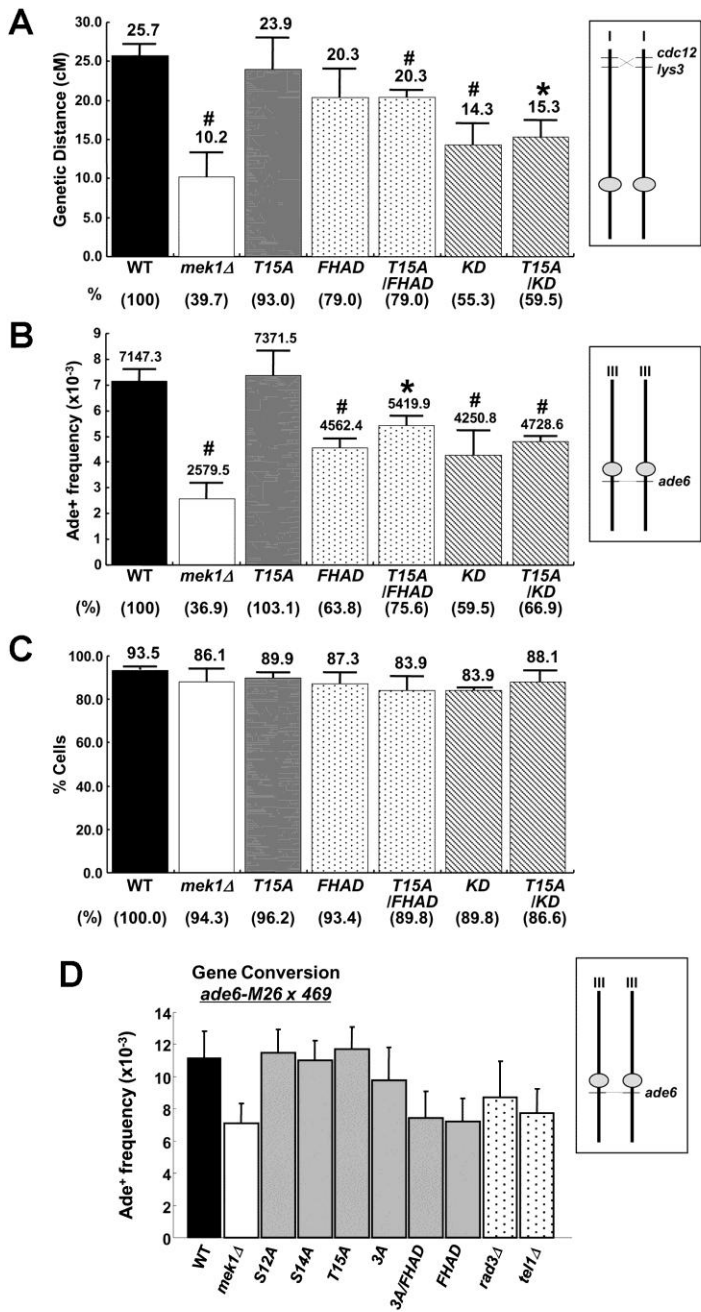 A
Genetic Distance (cM)
30.0
25.0
20.0
15.0
10.0
5.0
0.0
25.7
#
10.2
23.9
20.3
#
20.3
#
14.3
*
15.3
WT mek1Δ T15A FHAD T15A/FHAD KD T15A/KD
% (100) (39.7) (93.0) (79.0) (79.0) (55.3) (59.5)
I I
cdc12
lys3
B
Ade+ frequency (x10-3)
9
8
7
6
5
4
3
2
1
0
7147.3
#
2579.5
7371.5
#
4562.4
*
5419.9
#
4250.8
#
4728.6
WT mek1Δ T15A FHAD T15A/FHAD KD T15A/KD
(%) (100) (36.9) (103.1) (63.8) (75.6) (59.5) (66.9)
III III
ade6
C
% Cells
100.0
80.0
60.0
40.0
20.0
0.0
93.5 86.1 89.9 87.3 83.9 83.9 88.1
WT mek1Δ T15A FHAD T15A/FHAD KD T15A/KD
(%) (100.0) (94.3) (96.2) (93.4) (89.8) (89.8) (86.6)
D
Gene Conversion
ade6-M26 x 469
Ade+ frequency (x10-3)
14
12
10
8
6
4
2
0
WT mek1Δ S12A S14A T15A 3A 3A/FHAD FHAD rad3Δ tel1Δ
III III
ade6